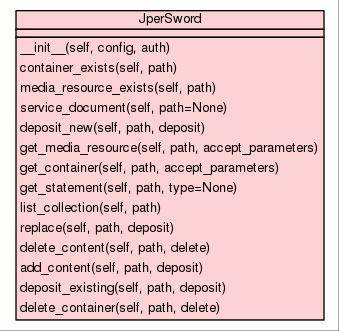 JperSword
__init__(self, config, auth)
container_exists(self, path)
media_resource_exists(self, path)
service_document(self, path=None)
deposit_new(self, path, deposit)
get_media_resource(self, path, accept_parameters)
get_container(self, path, accept_parameters)
get_statement(self, path, type=None)
list_collection(self, path)
replace(self, path, deposit)
delete_content(self, path, delete)
add_content(self, path, deposit)
deposit_existing(self, path, deposit)
delete_container(self, path, delete)